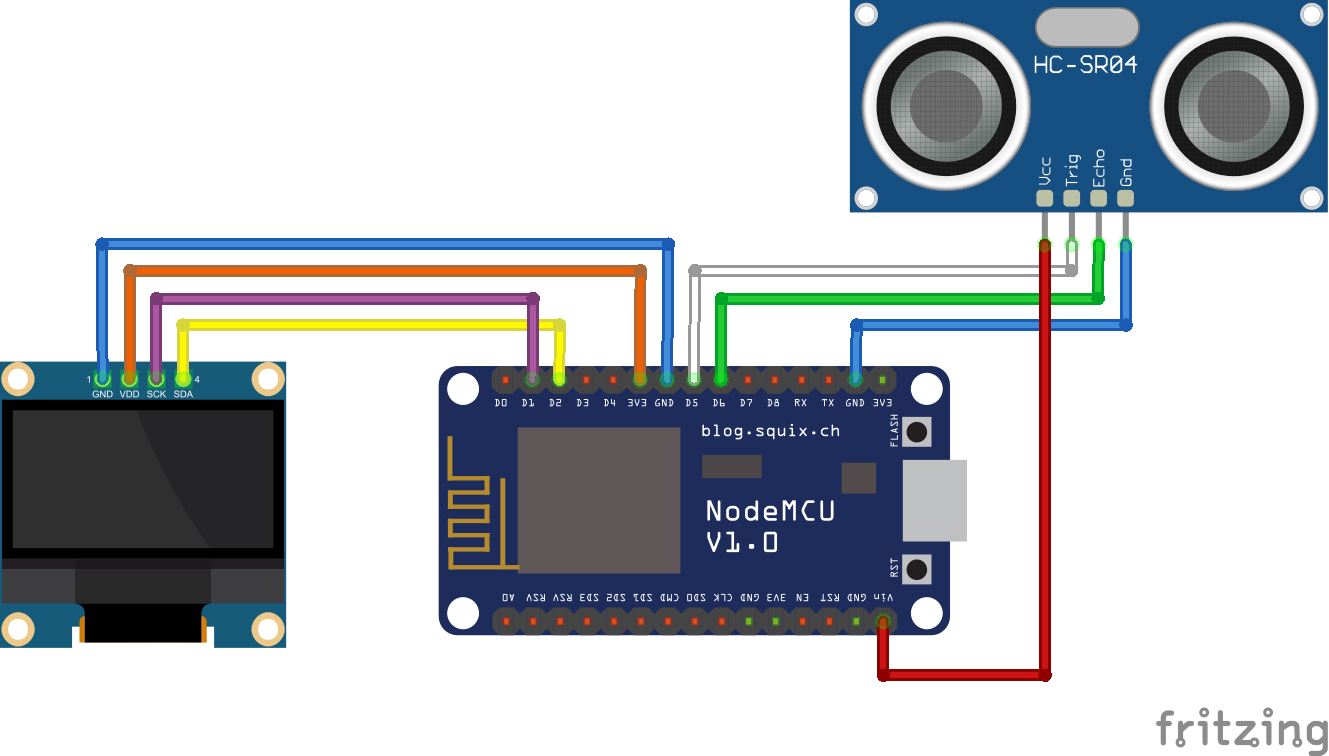 HC-SR04
Vcc Trig Echo Gnd
1 4
GND VDD SCK SDA
D0 D1 D2 D3 D4 3V3 GND D5 D6 D7 D8 RX TX GND 3V3
blog.squix.ch
FLASH
NodeMCU
V1.0
RST
A0 RSV RSV SD3 SD2 SD1 CMD SD0 CLK GND 3V3 EN RST GND Vin
fritzing